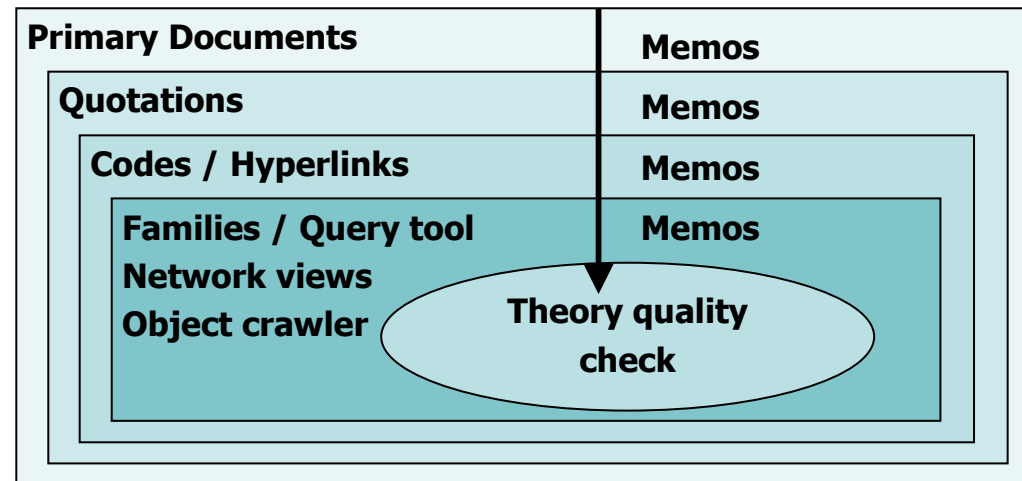 Primary Documents
Memos
Quotations
Memos
Codes / Hyperlinks
Memos
Families / Query tool
Memos
Network views
Object crawler
Theory quality
check